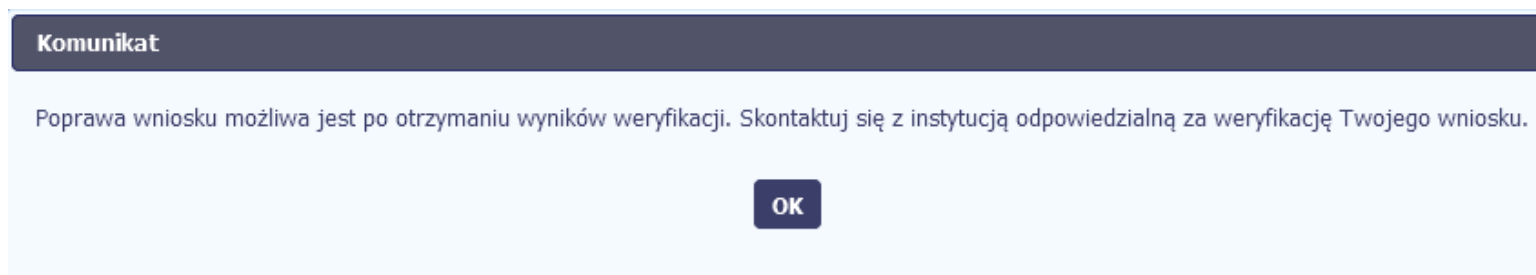 Komunikat
Poprawa wniosku możliwa jest po otrzymaniu wyników weryfikacji. Skontaktuj się z instytucją odpowiedzialną za weryfikację Twojego wniosku.
OK